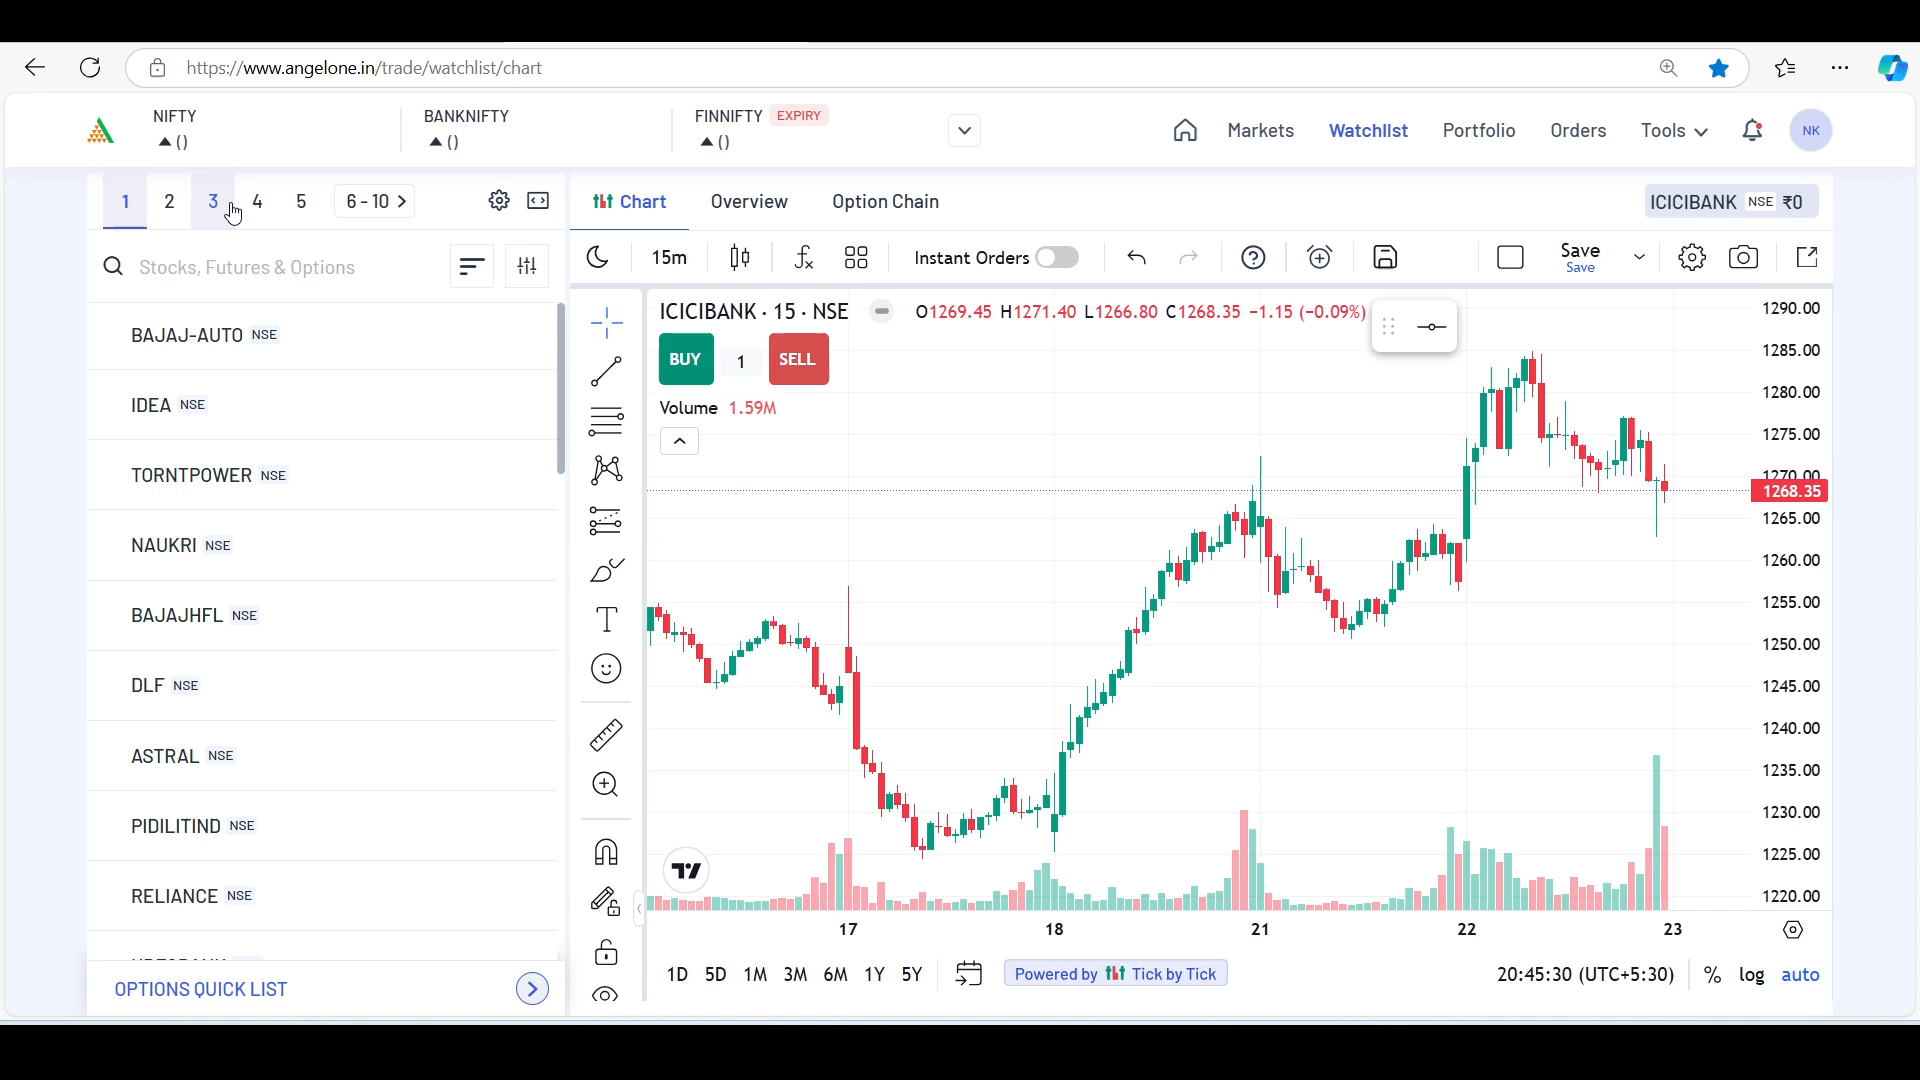 https://www.angelone.in/trade/watchlist/chart
NIFTY
▲ ()
BANKNIFTY
▲ ()
FINNIFTY EXPIRY
▲ ()
Markets
Watchlist
Portfolio
Orders
Tools
NK
1 2 3 4 5 6 - 10 >
Chart
Overview
Option Chain
ICICIBANK NSE ₹0
Stocks, Futures & Options
15m
Instant Orders
Save
Save
BAJAJ-AUTO NSE
IDEA NSE
TORNTPOWER NSE
NAUKRI NSE
BAJAJHFL NSE
DLF NSE
ASTRAL NSE
PIDILITIND NSE
RELIANCE NSE
OPTIONS QUICK LIST
ICICIBANK · 15 · NSE
O1269.45 H1271.40 L1266.80 C1268.35 −1.15 (−0.09%)
BUY
1
SELL
Volume 1.59M
1290.00
1285.00
1280.00
1275.00
1270.00
1268.35
1265.00
1260.00
1255.00
1250.00
1245.00
1240.00
1235.00
1230.00
1225.00
1220.00
17 18 21 22 23
1D 5D 1M 3M 6M 1Y 5Y
Powered by Tick by Tick
20:45:30 (UTC+5:30)
% log auto